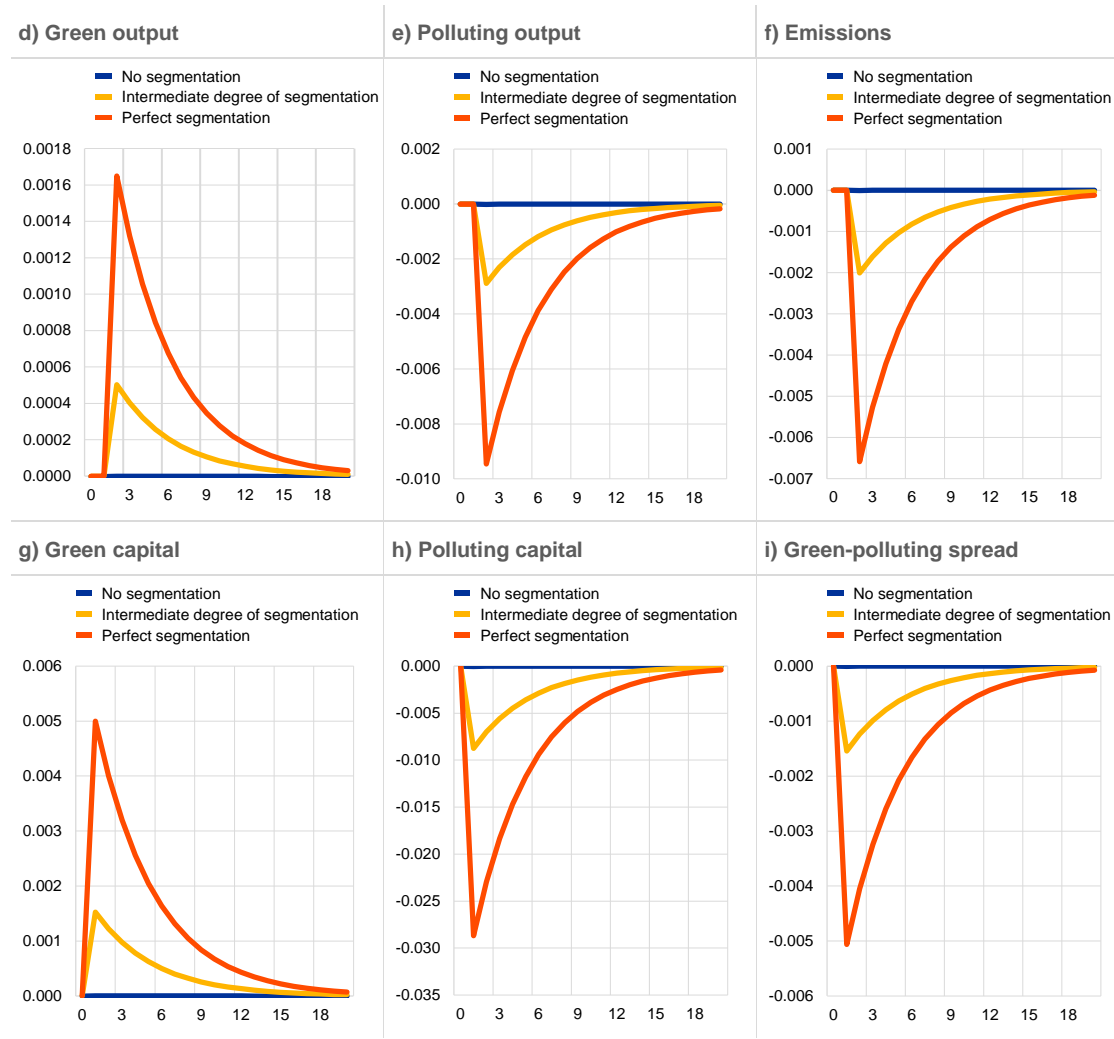 d) Green output
No segmentation
Intermediate degree of segmentation
Perfect segmentation
0.0018
0.0016
0.0014
0.0012
0.0010
0.0008
0.0006
0.0004
0.0002
0.0000
0 3 6 9 12 15 18
e) Polluting output
No segmentation
Intermediate degree of segmentation
Perfect segmentation
0.002
0.000
-0.002
-0.004
-0.006
-0.008
-0.010
0 3 6 9 12 15 18
f) Emissions
No segmentation
Intermediate degree of segmentation
Perfect segmentation
0.001
0.000
-0.001
-0.002
-0.003
-0.004
-0.005
-0.006
-0.007
0 3 6 9 12 15 18
g) Green capital
No segmentation
Intermediate degree of segmentation
Perfect segmentation
0.006
0.005
0.004
0.003
0.002
0.001
0.000
0 3 6 9 12 15 18
h) Polluting capital
No segmentation
Intermediate degree of segmentation
Perfect segmentation
0.000
-0.005
-0.010
-0.015
-0.020
-0.025
-0.030
-0.035
0 3 6 9 12 15 18
i) Green-polluting spread
No segmentation
Intermediate degree of segmentation
Perfect segmentation
0.000
-0.001
-0.002
-0.003
-0.004
-0.005
-0.006
0 3 6 9 12 15 18